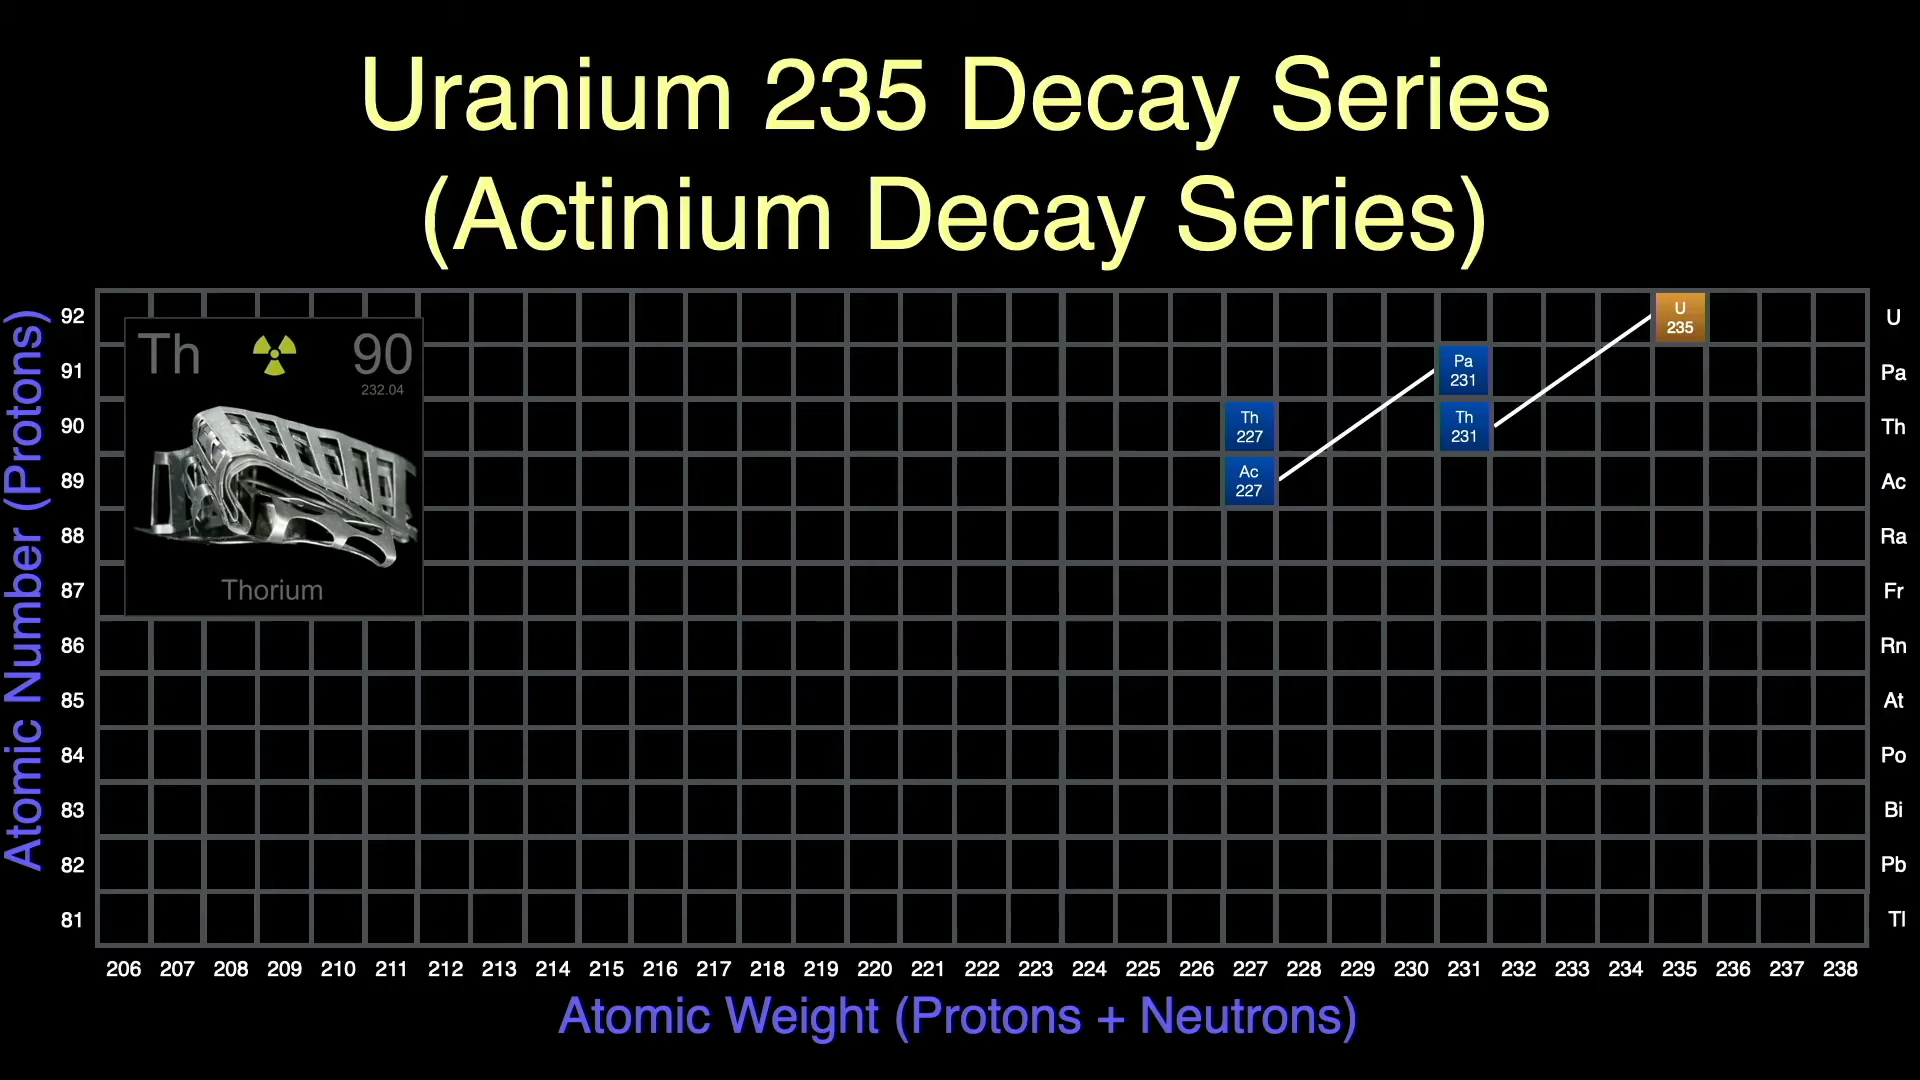 Uranium 235 Decay Series
(Actinium Decay Series)
Atomic Number (Protons)
92
91
90
89
88
87
86
85
84
83
82
81
Th
90
232.04
Thorium
U
235
Pa
231
Th
231
Th
227
Ac
227
U
Pa
Th
Ac
Ra
Fr
Rn
At
Po
Bi
Pb
Tl
206 207 208 209 210 211 212 213 214 215 216 217 218 219 220 221 222 223 224 225 226 227 228 229 230 231 232 233 234 235 236 237 238
Atomic Weight (Protons + Neutrons)